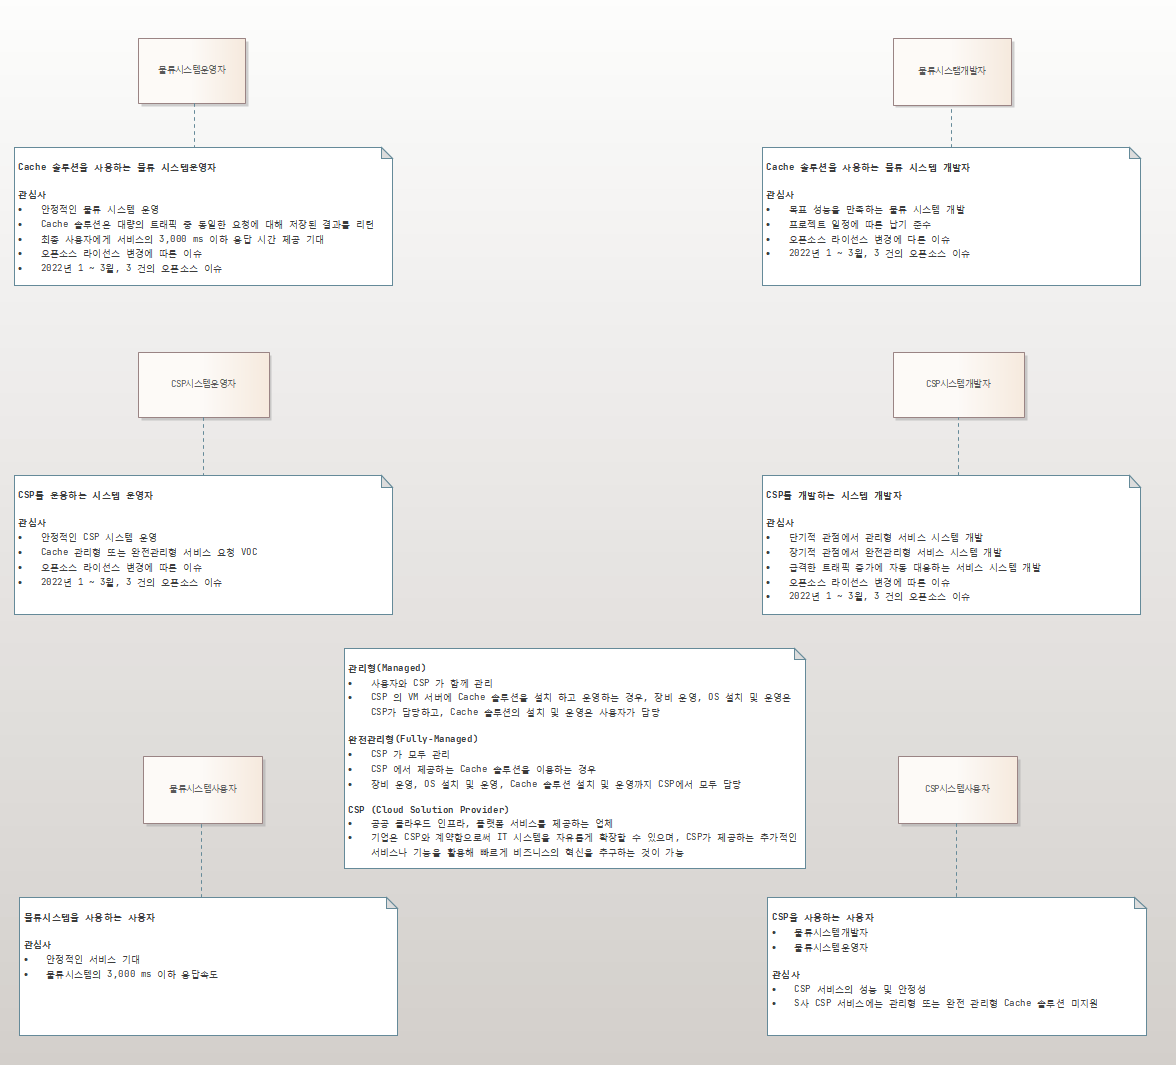 물류시스템운영자
물류시스템개발자
Cache 솔루션을 사용하는 물류 시스템운영자
관심사
• 안정적인 물류 시스템 운영
• Cache 솔루션은 대량의 트래픽 중 동일한 요청에 대해 저장된 결과를 리턴
• 최종 사용자에게 서비스의 3,000 ms 이하 응답 시간 제공 기대
• 오픈소스 라이선스 변경에 따른 이슈
• 2022년 1 ~ 3월, 3 건의 오픈소스 이슈
Cache 솔루션을 사용하는 물류 시스템 개발자
관심사
• 목표 성능을 만족하는 물류 시스템 개발
• 프로젝트 일정에 따른 납기 준수
• 오픈소스 라이선스 변경에 따른 이슈
• 2022년 1 ~ 3월, 3 건의 오픈소스 이슈
CSP시스템운영자
CSP시스템개발자
CSP를 운용하는 시스템 운영자
관심사
• 안정적인 CSP 시스템 운영
• Cache 관리형 또는 완전관리형 서비스 요청 VOC
• 오픈소스 라이선스 변경에 따른 이슈
• 2022년 1 ~ 3월, 3 건의 오픈소스 이슈
CSP를 개발하는 시스템 개발자
관심사
• 단기적 관점에서 관리형 서비스 시스템 개발
• 장기적 관점에서 완전관리형 서비스 시스템 개발
• 급격한 트래픽 증가에 자동 대응하는 서비스 시스템 개발
• 오픈소스 라이선스 변경에 따른 이슈
• 2022년 1 ~ 3월, 3 건의 오픈소스 이슈
관리형(Managed)
• 사용자와 CSP 가 함께 관리
• CSP 의 VM 서버에 Cache 솔루션을 설치 하고 운영하는 경우, 장비 운영, OS 설치 및 운영은
CSP가 담당하고, Cache 솔루션의 설치 및 운영은 사용자가 담당
완전관리형(Fully-Managed)
• CSP 가 모두 관리
• CSP 에서 제공하는 Cache 솔루션을 이용하는 경우
• 장비 운영, OS 설치 및 운영, Cache 솔루션 설치 및 운영까지 CSP에서 모두 담당
CSP (Cloud Solution Provider)
• 공공 클라우드 인프라, 플랫폼 서비스를 제공하는 업체
• 기업은 CSP와 계약함으로써 IT 시스템을 자유롭게 확장할 수 있으며, CSP가 제공하는 추가적인
서비스나 기능을 활용해 빠르게 비즈니스의 혁신을 추구하는 것이 가능
물류시스템사용자
CSP시스템사용자
물류시스템을 사용하는 사용자
관심사
• 안정적인 서비스 기대
• 물류시스템의 3,000 ms 이하 응답속도
CSP을 사용하는 사용자
• 물류시스템개발자
• 물류시스템운영자
관심사
• CSP 서비스의 성능 및 안정성
• S사 CSP 서비스에는 관리형 또는 완전 관리형 Cache 솔루션 미지원